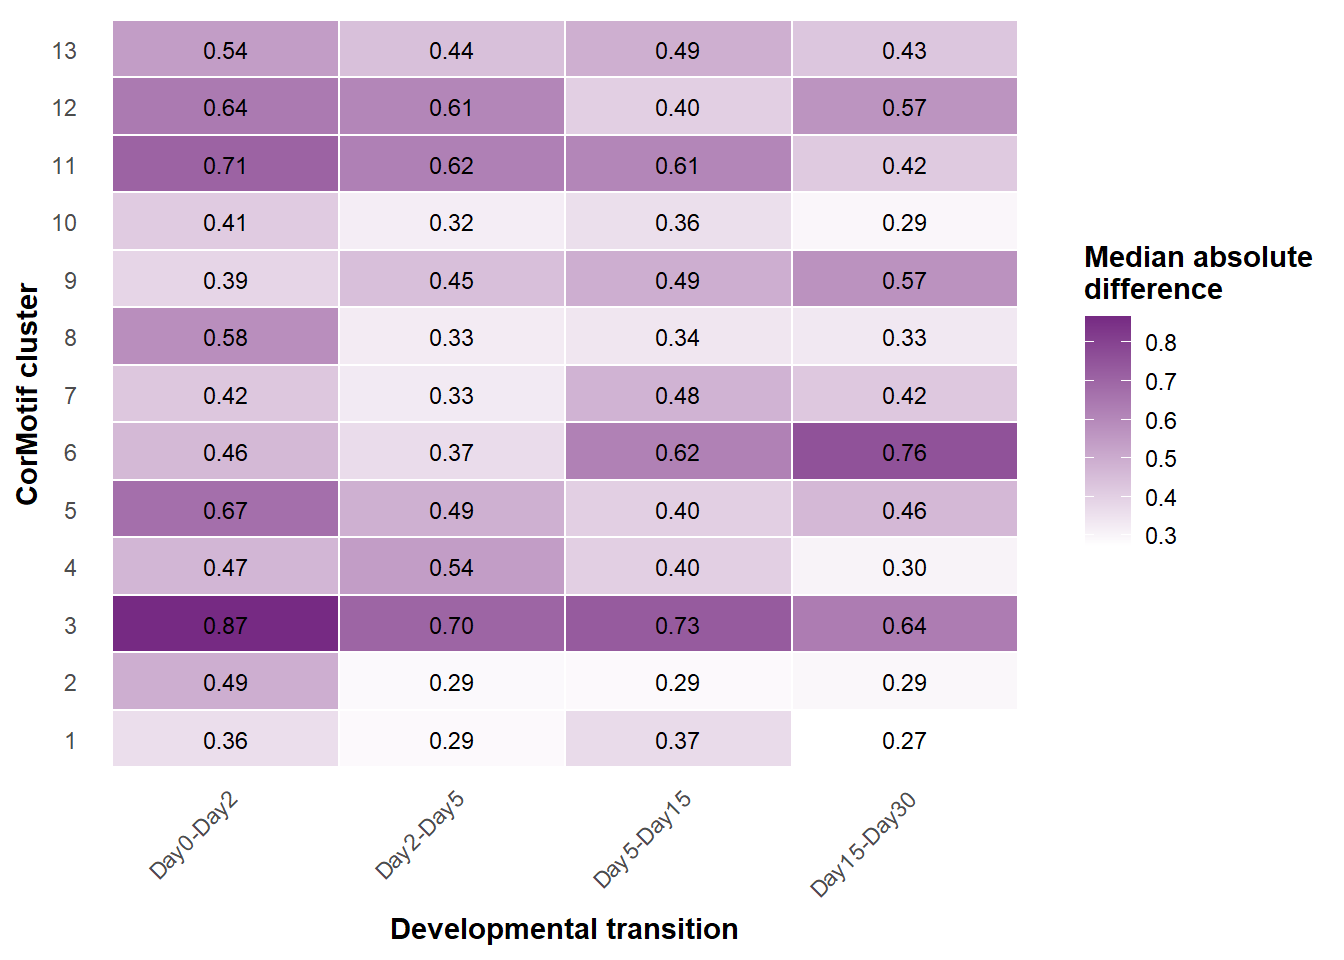 13 0.54 0.44 0.49 0.43
12 0.64 0.61 0.40 0.57
11 0.71 0.62 0.61 0.42
10 0.41 0.32 0.36 0.29
9 0.39 0.45 0.49 0.57
8 0.58 0.33 0.34 0.33
7 0.42 0.33 0.48 0.42
6 0.46 0.37 0.62 0.76
5 0.67 0.49 0.40 0.46
4 0.47 0.54 0.40 0.30
3 0.87 0.70 0.73 0.64
2 0.49 0.29 0.29 0.29
1 0.36 0.29 0.37 0.27
CorMotif cluster
Day0-Day2 Day2-Day5 Day5-Day15 Day15-Day30
Developmental transition
Median absolute
difference
0.8
0.7
0.6
0.5
0.4
0.3